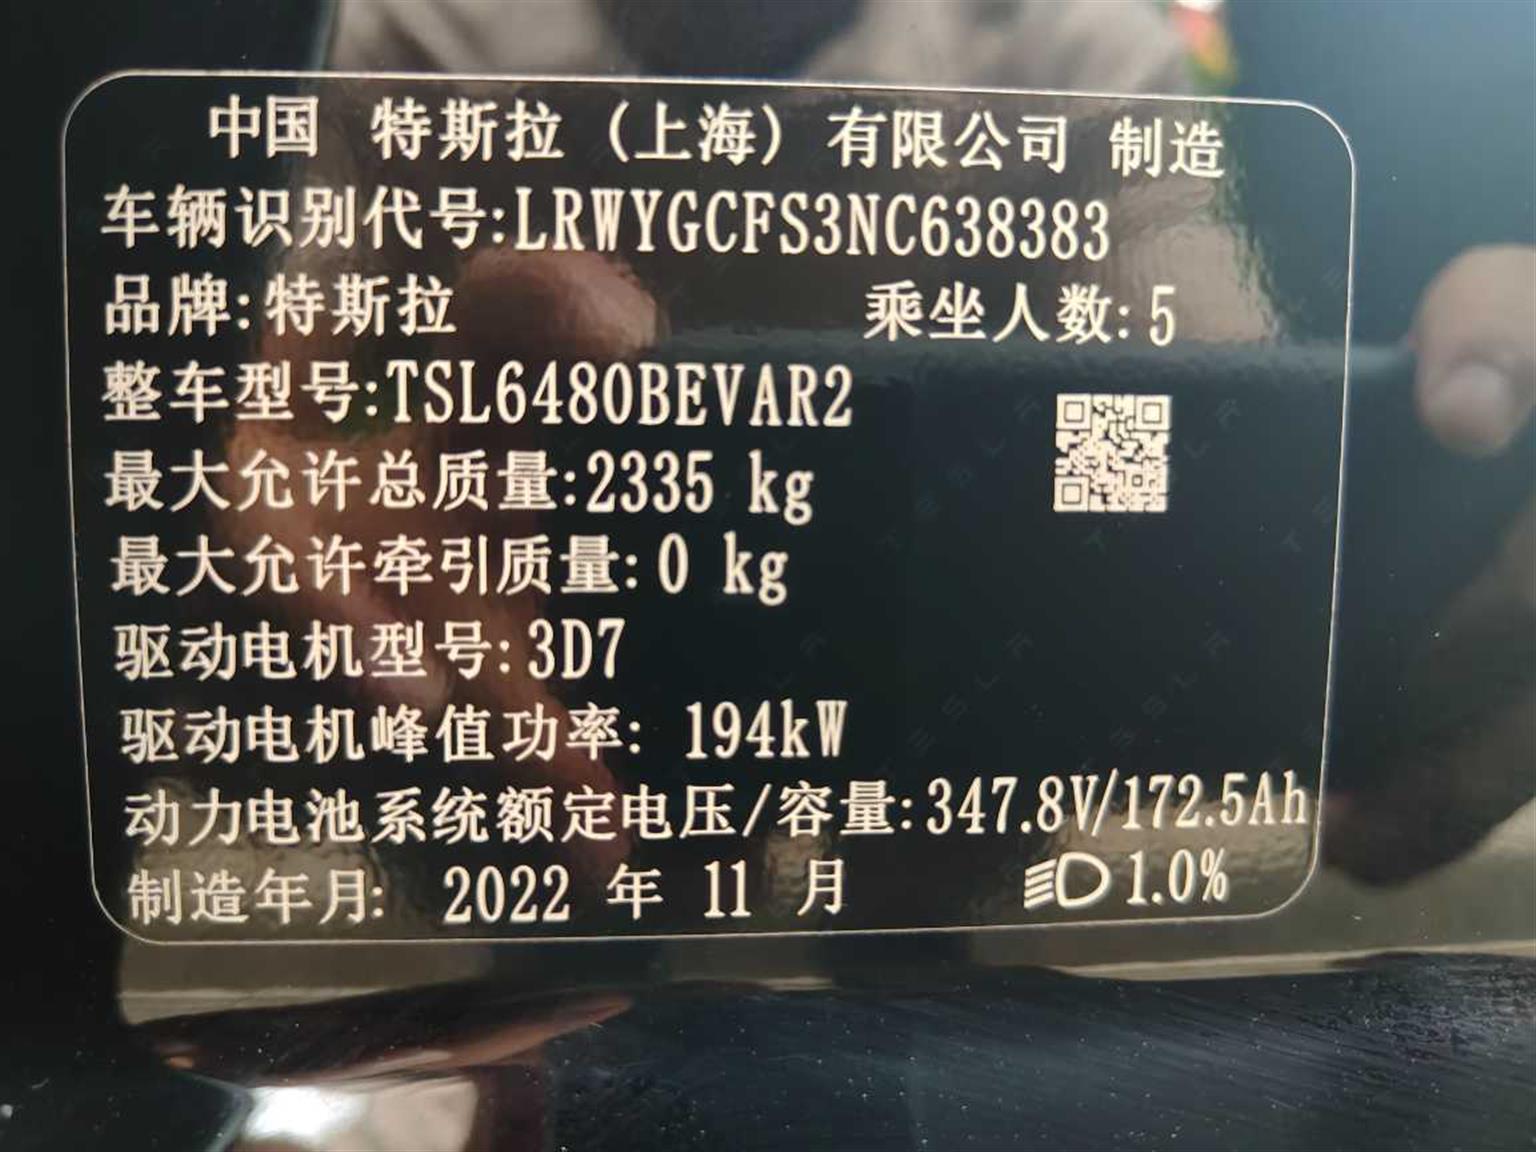 中国 特斯拉（上海）有限公司 制造
车辆识别代号:LRWYGCFS3NC638383
品牌:特斯拉 乘坐人数: 5
整车型号:TSL6480BEVAR2
最大允许总质量:2335 kg
最大允许牵引质量: 0 kg
驱动电机型号: 3D7
驱动电机峰值功率: 194kW
动力电池系统额定电压/容量:347.8V/172.5Ah
制造年月: 2022 年 11 月 1.0%